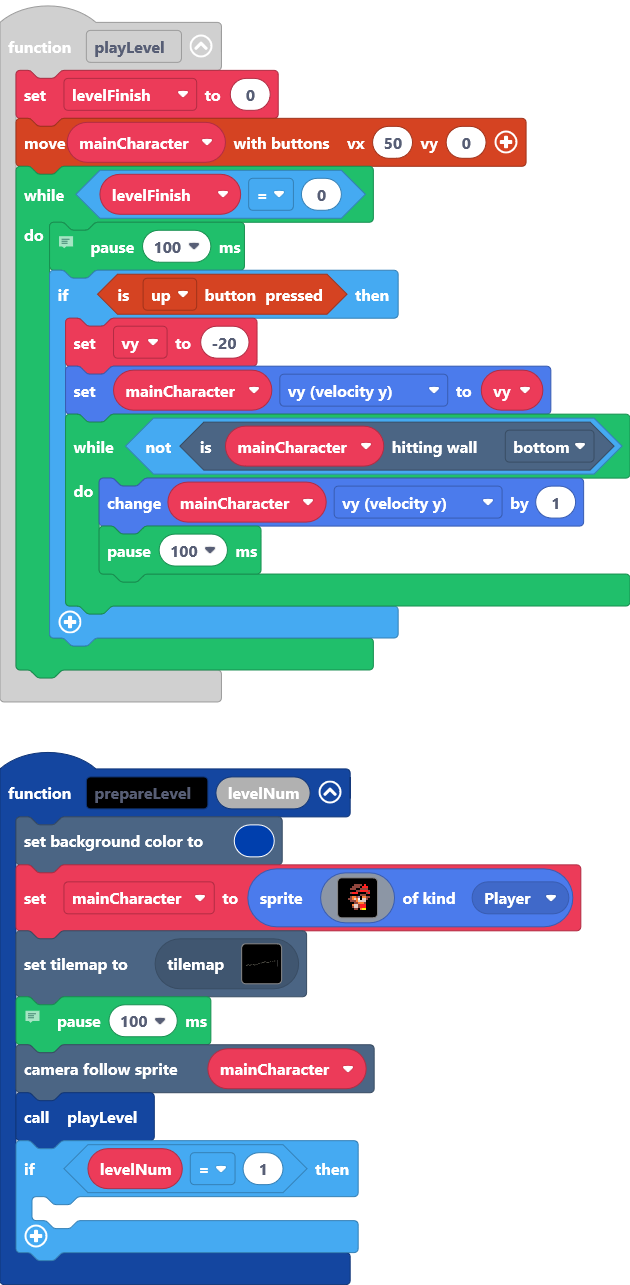 function playLevel
set levelFinish to 0
move mainCharacter with buttons vx 50 vy 0
while levelFinish = 0
do
pause 100 ms
if is up button pressed then
set vy to -20
set mainCharacter vy (velocity y) to vy
while not is mainCharacter hitting wall bottom
do
change mainCharacter vy (velocity y) by 1
pause 100 ms
function prepareLevel levelNum
set background color to
set mainCharacter to sprite of kind Player
set tilemap to tilemap
pause 100 ms
camera follow sprite mainCharacter
call playLevel
if levelNum = 1 then